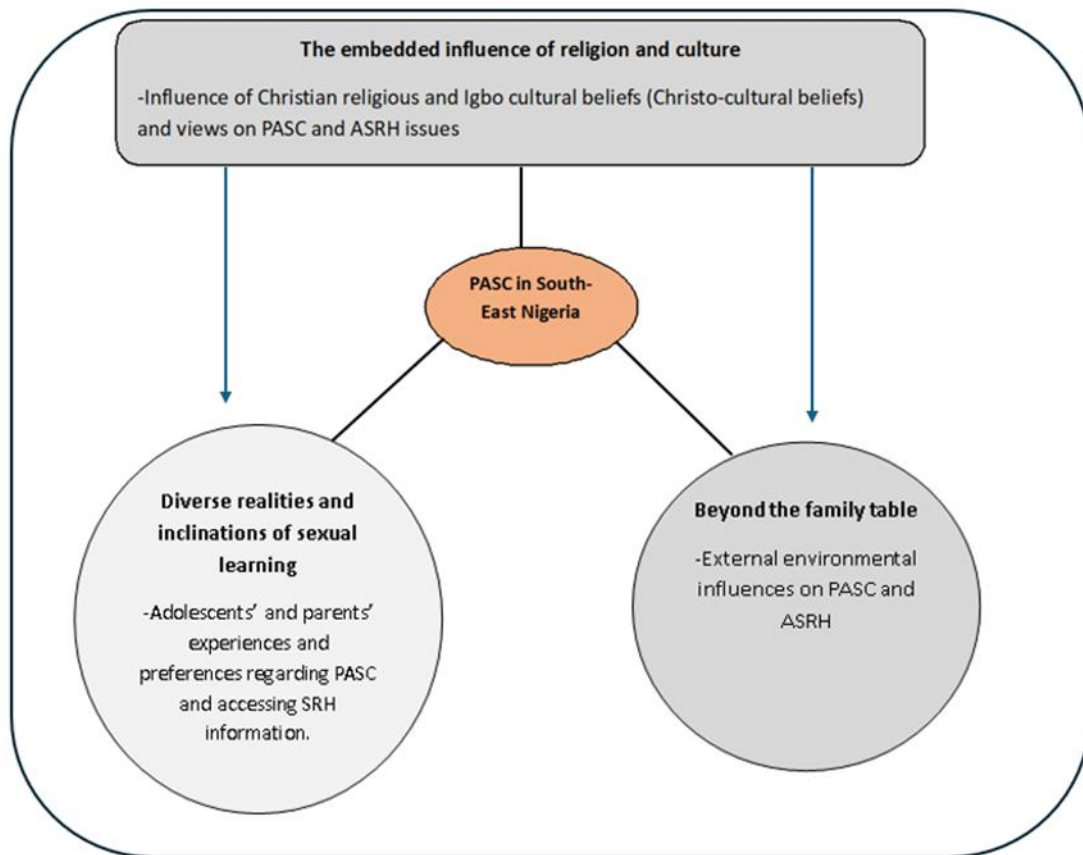 The embedded influence of religion and culture
-Influence of Christian religious and Igbo cultural beliefs (Christo-cultural beliefs)
and views on PASC and ASRH issues
PASC in South-
East Nigeria
Diverse realities and
inclinations of sexual
learning
-Adolescents’ and parents’
experiences and
preferences regarding PASC
and accessing SRH
information.
Beyond the family table
-External environmental
influences on PASC and
ASRH